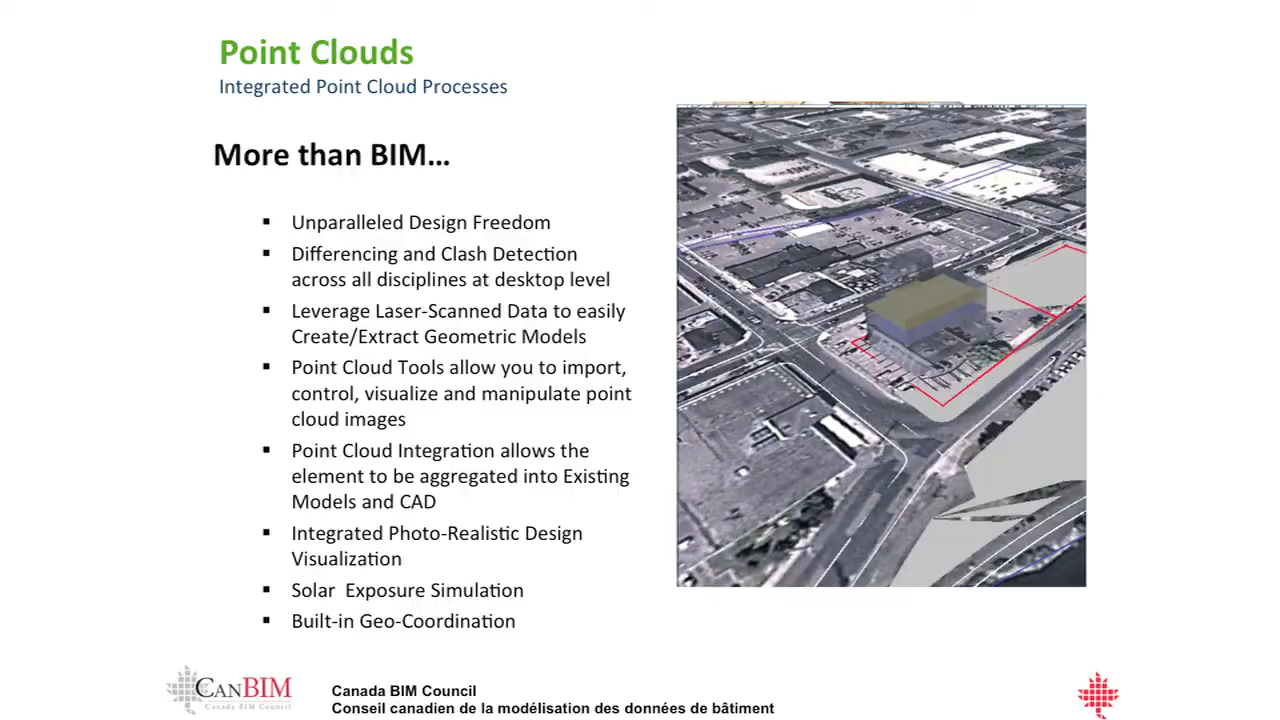 Point Clouds
Integrated Point Cloud Processes
More than BIM...
▪ Unparalleled Design Freedom
▪ Differencing and Clash Detection
across all disciplines at desktop level
▪ Leverage Laser-Scanned Data to easily
Create/Extract Geometric Models
▪ Point Cloud Tools allow you to import,
control, visualize and manipulate point
cloud images
▪ Point Cloud Integration allows the
element to be aggregated into Existing
Models and CAD
▪ Integrated Photo-Realistic Design
Visualization
▪ Solar  Exposure Simulation
▪ Built-in Geo-Coordination
CANBIM
Canada BIM Council
Canada BIM Council
Conseil canadien de la modélisation des données de bâtiment